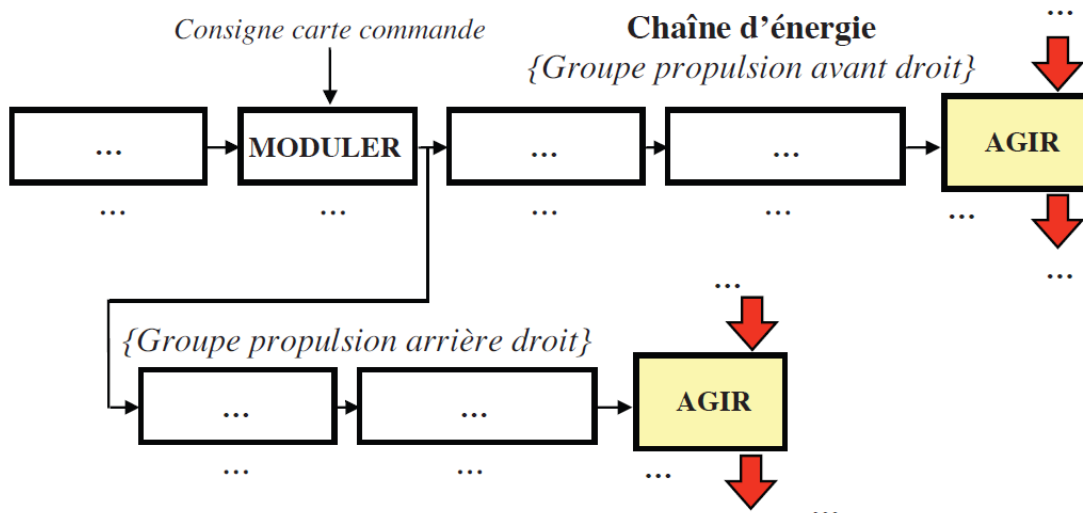 ...
Consigne carte commande
Chaîne d’énergie
{Groupe propulsion avant droit}
... MODULER ... ... AGIR
... ... ... ... ...
...
...
{Groupe propulsion arrière droit}
... ... AGIR
... ... ...
...